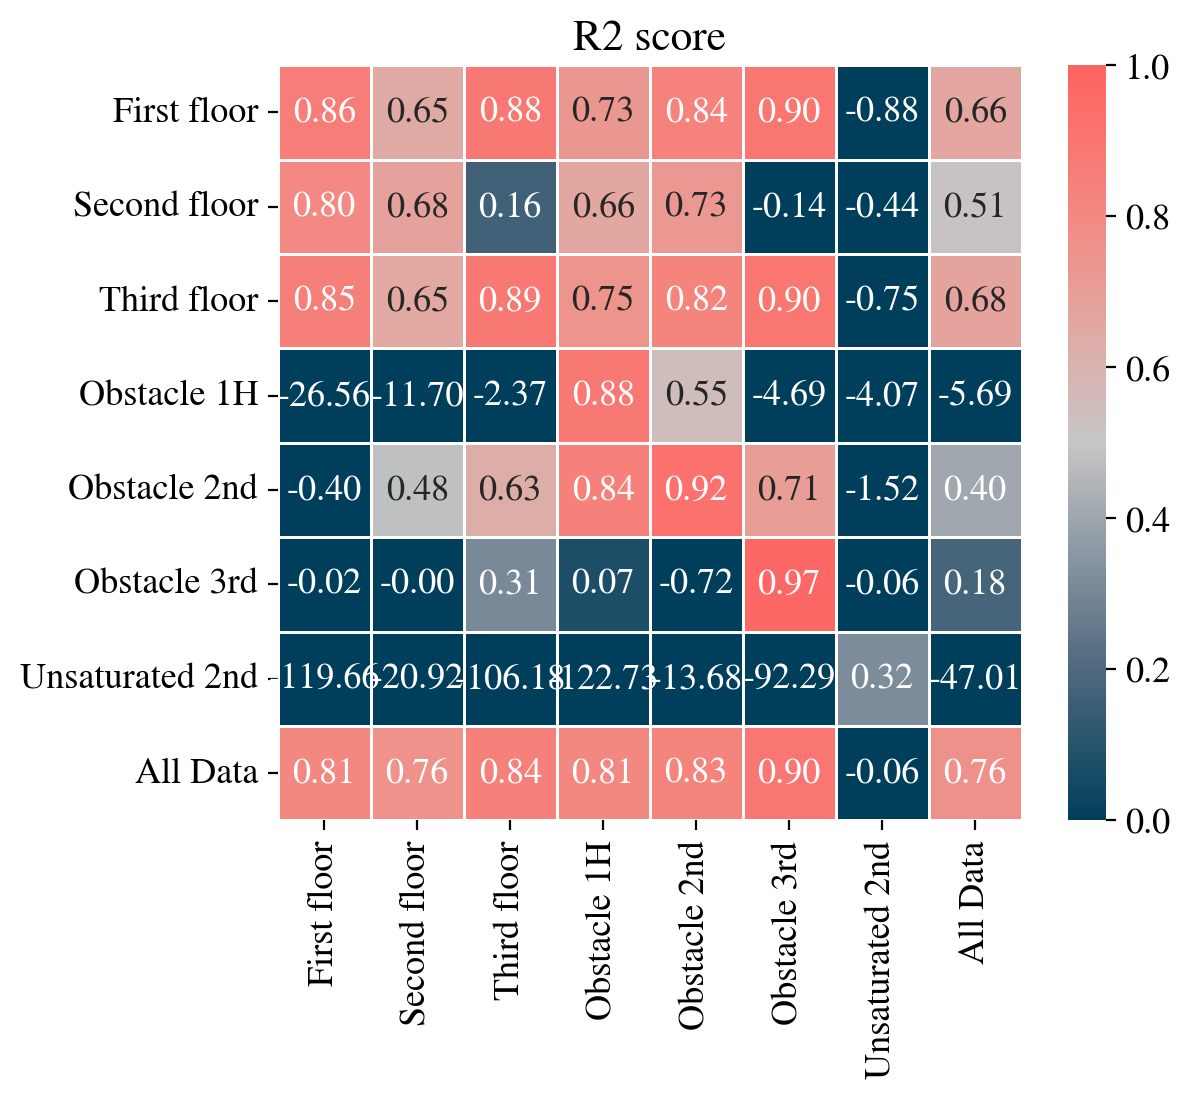 R2 score
First floor 0.86 0.65 0.88 0.73 0.84 0.90 -0.88 0.66
Second floor 0.80 0.68 0.16 0.66 0.73 -0.14 -0.44 0.51
Third floor 0.85 0.65 0.89 0.75 0.82 0.90 -0.75 0.68
Obstacle 1H -26.56 -11.70 -2.37 0.88 0.55 -4.69 -4.07 -5.69
Obstacle 2nd -0.40 0.48 0.63 0.84 0.92 0.71 -1.52 0.40
Obstacle 3rd -0.02 -0.00 0.31 0.07 -0.72 0.97 -0.06 0.18
Unsaturated 2nd -119.66 -20.92 -106.18 -122.73 -13.68 -92.29 0.32 -47.01
All Data 0.81 0.76 0.84 0.81 0.83 0.90 -0.06 0.76
First floor
Second floor
Third floor
Obstacle 1H
Obstacle 2nd
Obstacle 3rd
Unsaturated 2nd
All Data
1.0
0.8
0.6
0.4
0.2
0.0